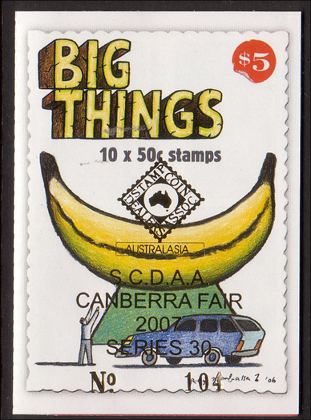 BIG
THINGS
$5
10 x 50c stamps
STAMP COIN
DEALERS ASSOC
AUSTRALASIA
S.C.D.A.A.
CANBERRA FAIR
2007
SERIES 30
No 104